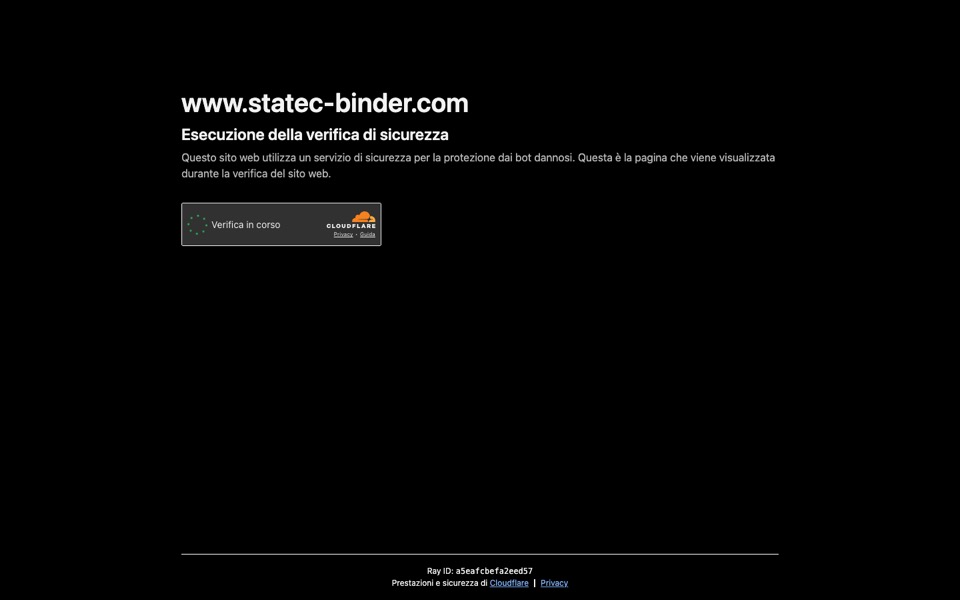 www.statec-binder.com
Esecuzione della verifica di sicurezza
Questo sito web utilizza un servizio di sicurezza per la protezione dai bot dannosi. Questa è la pagina che viene visualizzata
durante la verifica del sito web.
Verifica in corso
CLOUDFLARE
Privacy • Guida
Ray ID: a5eafcbefa2eed57
Prestazioni e sicurezza di Cloudflare | Privacy